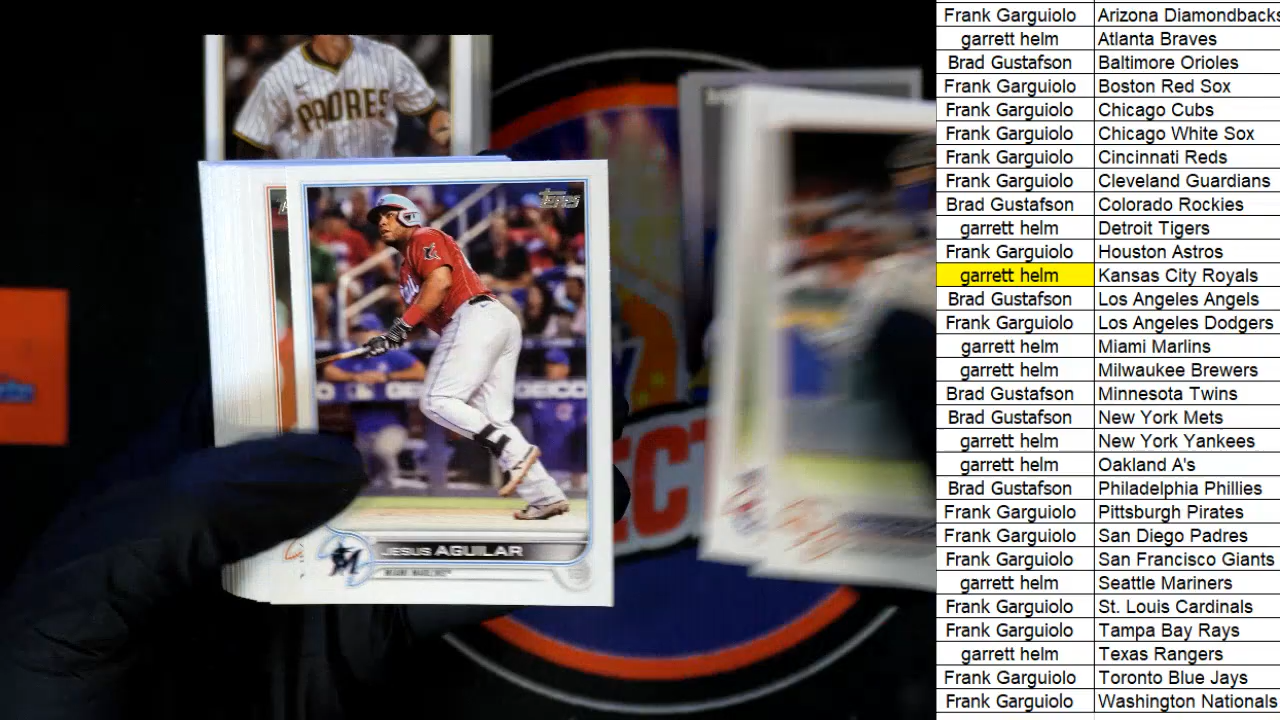 PADRES
Topps
GEICO
JESUS AGUILAR
MIAMI MARLINS™
ECT
Frank Garguiolo Arizona Diamondbacks
garrett helm Atlanta Braves
Brad Gustafson Baltimore Orioles
Frank Garguiolo Boston Red Sox
Frank Garguiolo Chicago Cubs
Frank Garguiolo Chicago White Sox
Frank Garguiolo Cincinnati Reds
Frank Garguiolo Cleveland Guardians
Brad Gustafson Colorado Rockies
garrett helm Detroit Tigers
Frank Garguiolo Houston Astros
garrett helm Kansas City Royals
Brad Gustafson Los Angeles Angels
Frank Garguiolo Los Angeles Dodgers
garrett helm Miami Marlins
garrett helm Milwaukee Brewers
Brad Gustafson Minnesota Twins
Brad Gustafson New York Mets
garrett helm New York Yankees
garrett helm Oakland A's
Brad Gustafson Philadelphia Phillies
Frank Garguiolo Pittsburgh Pirates
Frank Garguiolo San Diego Padres
Frank Garguiolo San Francisco Giants
garrett helm Seattle Mariners
Frank Garguiolo St. Louis Cardinals
Frank Garguiolo Tampa Bay Rays
garrett helm Texas Rangers
Frank Garguiolo Toronto Blue Jays
Frank Garguiolo Washington Nationals